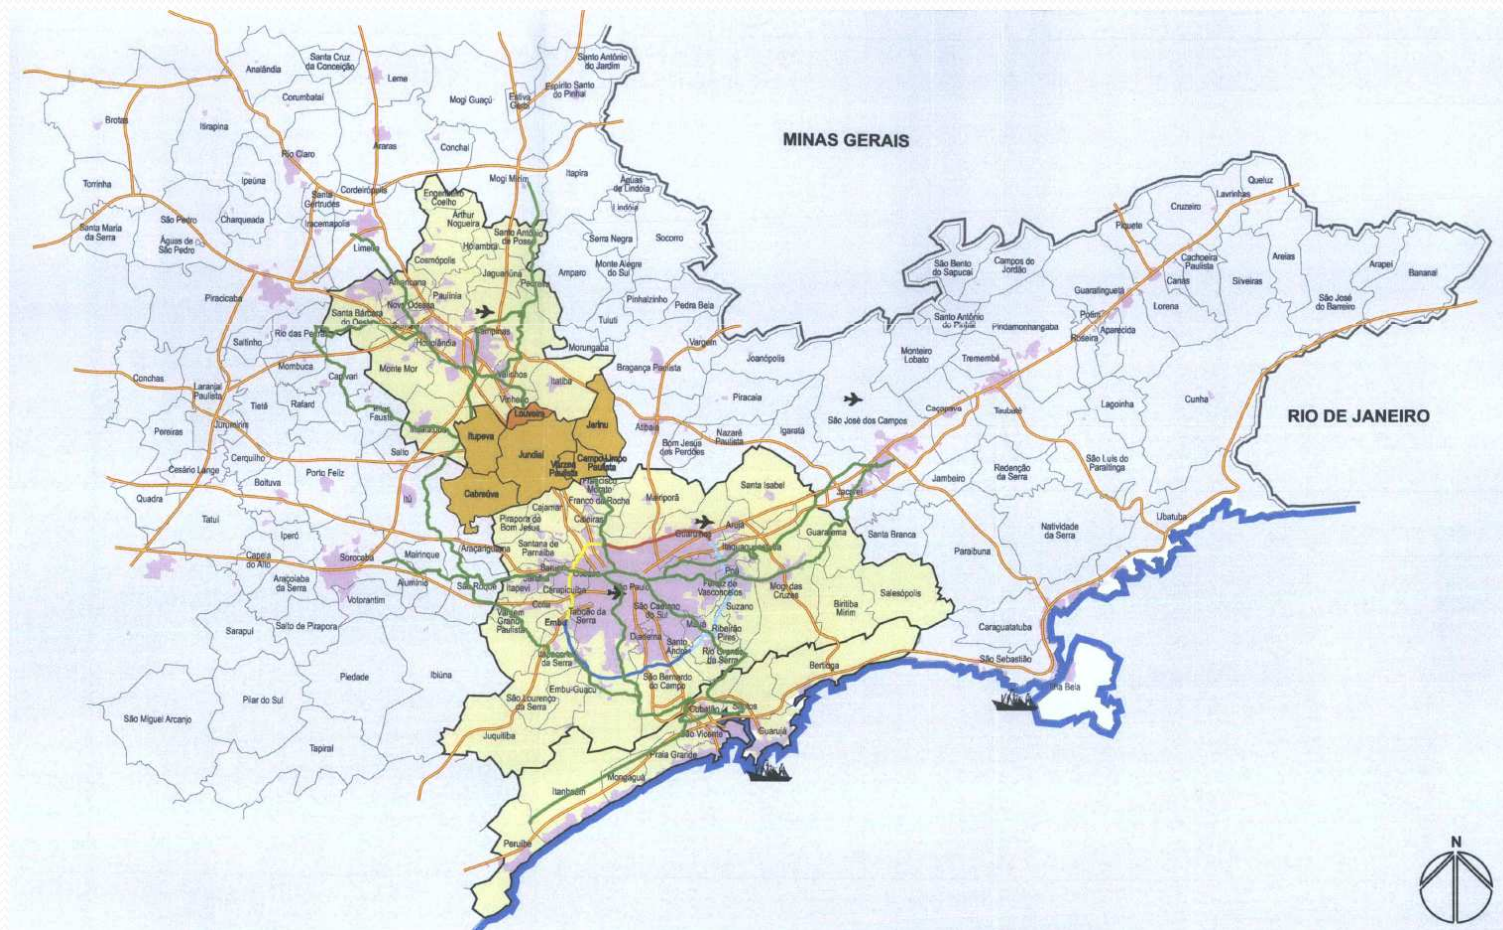 Santo Antônio
do Jardim
Santa Cruz
da Conceição
Analândia
Leme
Espírito Santo
do Pinhal
Corumbataí
Mogi Guaçú
Estiva
Gerbi
Brotas
Itirapina
MINAS GERAIS
Araras
Conchal
Rio Claro
Itapira
Torrinha
Ipeúna
Cordeirópolis
Mogi Mirim
Águas
de Lindóia
Queluz
Lavrinhas
Santa
Gertrudes
Engenheiro
Coelho
Lindóia
Cruzeiro
São Pedro
Charqueada
Iracemápolis
Arthur
Nogueira
Piquete
Santa Maria
da Serra
Santo Antônio
de Posse
Serra Negra
Socorro
Águas de
São Pedro
Limeira
Holambra
Cosmópolis
Cachoeira
Paulista
Areias
Arapeí
Bananal
São Bento
do Sapucaí
Campos do
Jordão
Monte Alegre
do Sul
Amparo
Jaguariúna
Pedreira
Americana
Canas
Silveiras
Guaratinguetá
Piracicaba
Paulínia
Nova Odessa
Pinhalzinho
Pedra Bela
Lorena
São José
do Barreiro
Santa Bárbara
Potim
Santo Antônio
Pindamonhangaba
Aparecida
Roseira
Tuiuti
Campinas
Saltinho
Hortolândia
Vargem
Morungaba
Joanópolis
Monteiro
Lobato
Tremembé
Mombuca
Monte Mor
Bragança Paulista
Conchas
Capivari
Valinhos
Itatiba
Laranjal
Paulista
Vinhedo
Piracaia
Tietê
Rafard
Cunha
Lagoinha
Caçapava
Taubaté
Louveira
RIO DE JANEIRO
São José dos Campos
Jarinu
Atibaia
Pereiras
Jurumirim
Itupeva
Nazaré
Paulista
Igaratá
Bom Jesus
dos Perdões
Salto
Jundiaí
Cerquilho
Campo Limpo
Paulista
Várzea
Paulista
São Luis do
Paraitinga
Cesário Lange
Porto Feliz
Redenção
da Serra
Jambeiro
Boituva
Santa Isabel
Jacareí
Quadra
Itú
Cabreúva
Francisco
Morato
Franco da Rocha
Mairiporã
Cajamar
Tatuí
Caieiras
Pirapora do
Bom Jesus
Arujá
Ubatuba
Natividade
da Serra
Guarulhos
Guararema
Santa Branca
Iperó
Santana de
Parnaíba
Araçariguama
Itaquaquecetuba
Paraibuna
Capela
do Alto
Sorocaba
Mairinque
Araçoiaba
da Serra
Alumínio
São Roque
Itapevi
Carapicuíba
São Paulo
Poá
Ferraz de
Vasconcelos
Mogi das
Cruzes
Salesópolis
Votorantim
Cotia
Suzano
Biritiba
Mirim
São Caetano
do Sul
Taboão da
Serra
Vargem
Grande
Paulista
Embu
Salto de Pirapora
Sarapuí
Mauá
Ribeirão
Pires
Caraguatatuba
Diadema
Santo
André
Rio Grande
da Serra
São Sebastião
Bertioga
Piedade
Ibiúna
São Bernardo
do Campo
Embu-Guaçu
Ilha Bela
Pilar do Sul
São Lourenço
da Serra
Cubatão
Santos
São Miguel Arcanjo
Juquitiba
São Vicente
Guarujá
Tapiraí
Praia Grande
Mongaguá
Itanhaém
Peruíbe
N